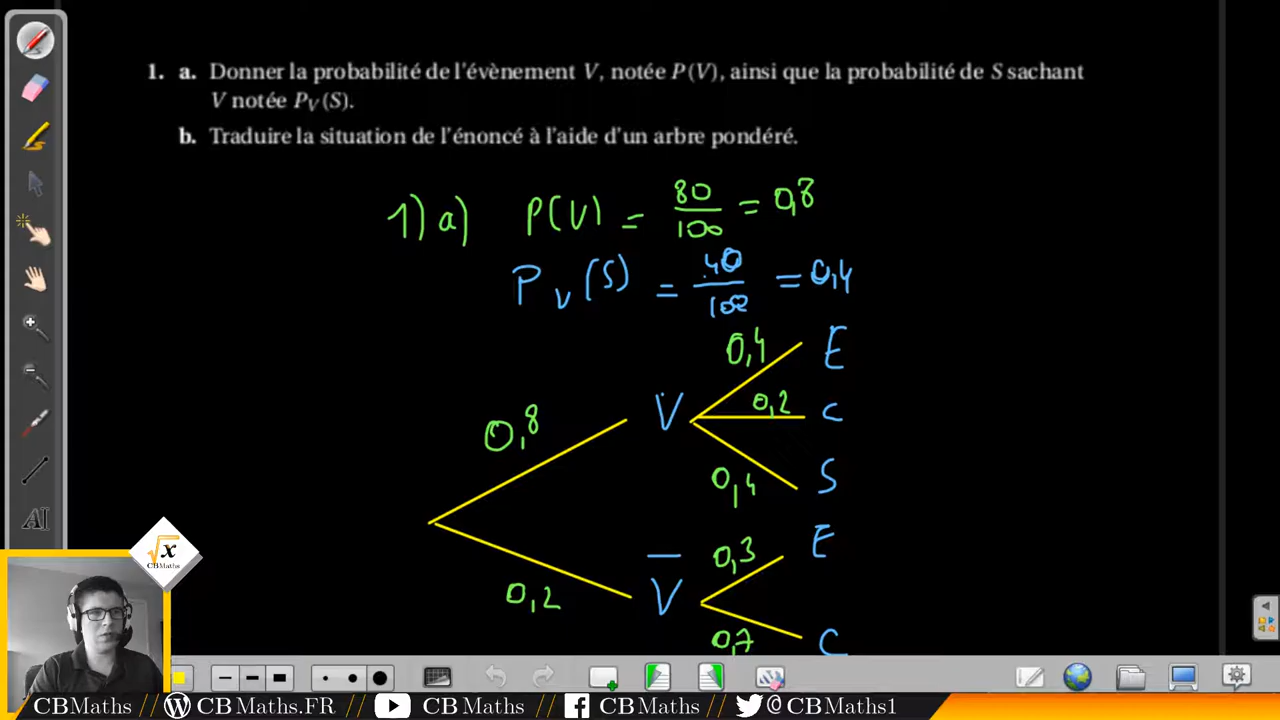 1. a. Donner la probabilité de l'évènement V, notée P(V), ainsi que la probabilité de S sachant
V notée P_V(S).
b. Traduire la situation de l'énoncé à l'aide d'un arbre pondéré.
1) a) P(V) = 80/100 = 0,8
P_V(S) = 40/100 = 0,4
0,4 E
0,8 V 0,2 C
0,4 S
0,3 E
0,2 V̅
0,7 C
√x
CBMaths
AI
CBMaths CBMaths.FR CBMaths CBMaths @CBMaths1